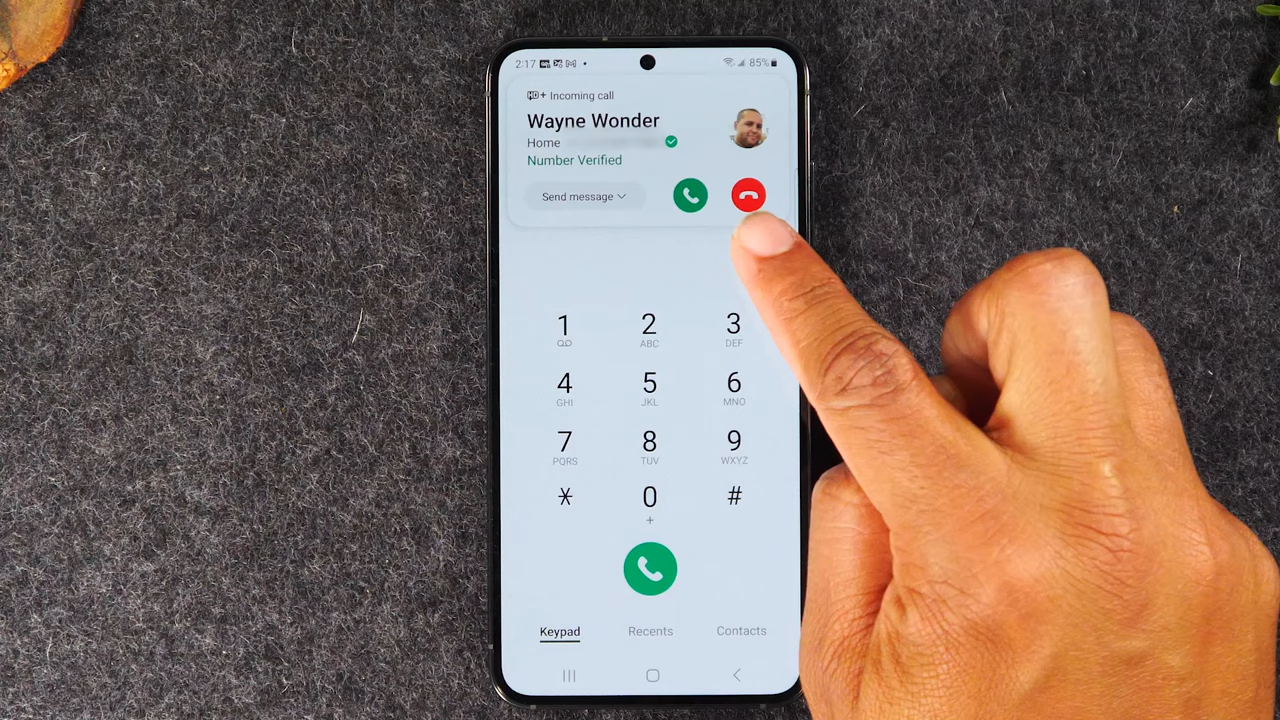 2:17 85%
HD+ Incoming call
Wayne Wonder
Home
Number Verified
Send message
1 2 3
ABC DEF
4 5 6
GHI JKL MNO
7 8 9
PQRS TUV WXYZ
* 0 #
+
Keypad Recents Contacts